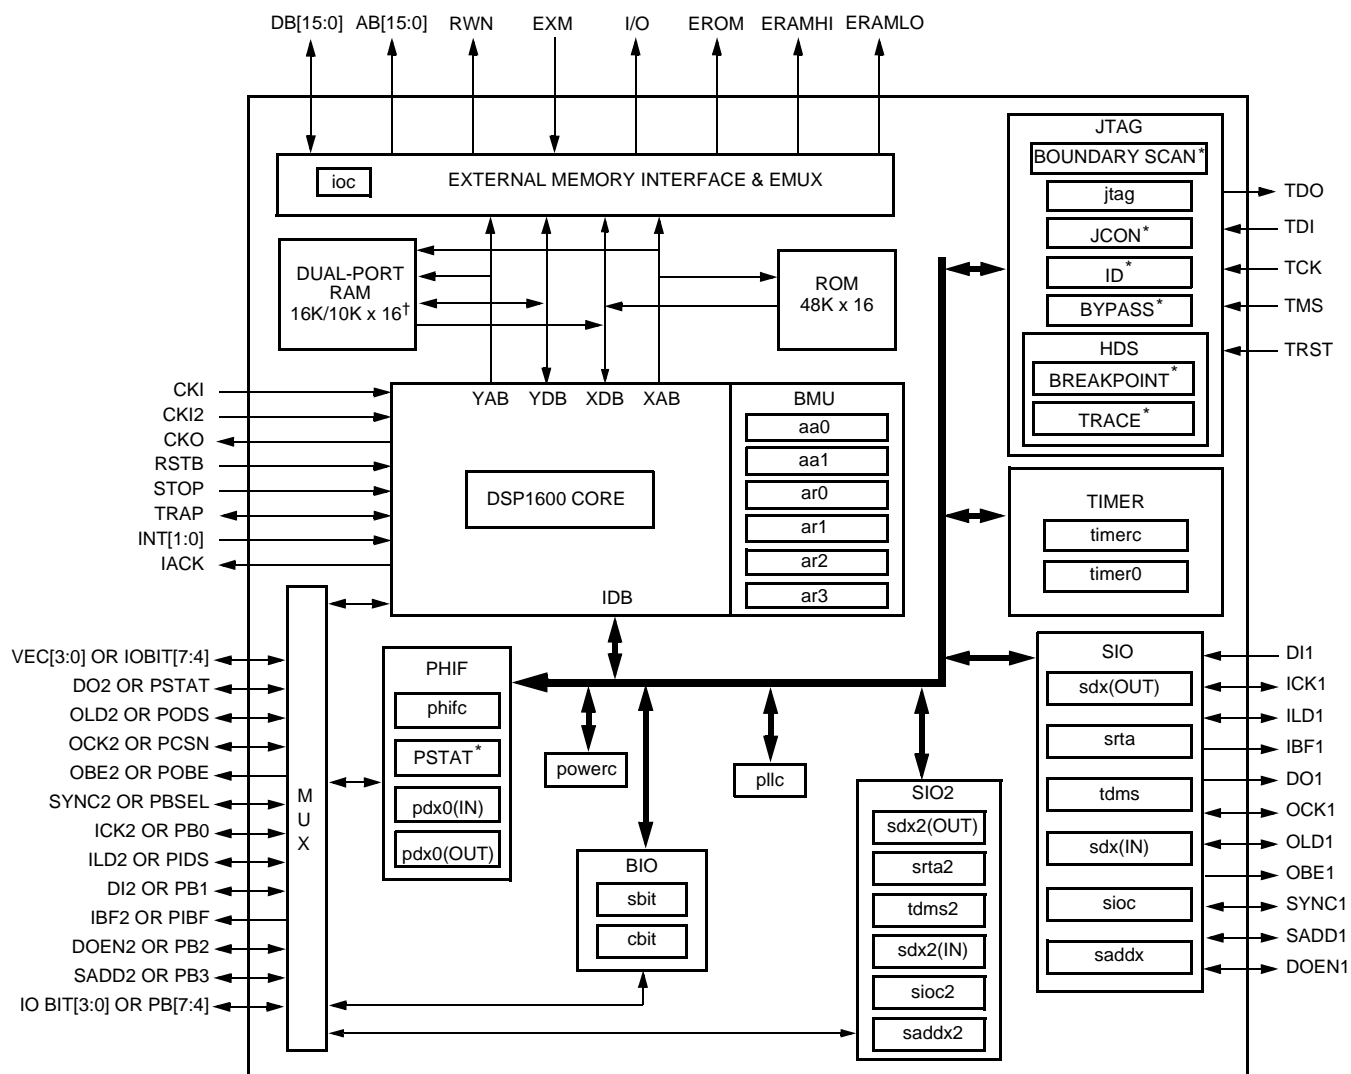 DB[15:0] AB[15:0] RWN EXM I/O EROM ERAMHI ERAMLO
ioc
EXTERNAL MEMORY INTERFACE & EMUX
DUAL-PORT
RAM
16K/10K x 16†
ROM
48K x 16
JTAG
BOUNDARY SCAN*
jtag
JCON*
ID*
BYPASS*
HDS
BREAKPOINT*
TRACE*
TDO
TDI
TCK
TMS
TRST
CKI
CKI2
CKO
RSTB
STOP
TRAP
INT[1:0]
IACK
YAB YDB XDB XAB
DSP1600 CORE
IDB
BMU
aa0
aa1
ar0
ar1
ar2
ar3
TIMER
timerc
timer0
VEC[3:0] OR IOBIT[7:4]
DO2 OR PSTAT
OLD2 OR PODS
OCK2 OR PCSN
OBE2 OR POBE
SYNC2 OR PBSEL
ICK2 OR PB0
ILD2 OR PIDS
DI2 OR PB1
IBF2 OR PIBF
DOEN2 OR PB2
SADD2 OR PB3
IO BIT[3:0] OR PB[7:4]
M
U
X
PHIF
phifc
PSTAT*
pdx0(IN)
pdx0(OUT)
powerc
pllc
BIO
sbit
cbit
SIO2
sdx2(OUT)
srta2
tdms2
sdx2(IN)
sioc2
saddx2
SIO
sdx(OUT)
srta
tdms
sdx(IN)
sioc
saddx
DI1
ICK1
ILD1
IBF1
DO1
OCK1
OLD1
OBE1
SYNC1
SADD1
DOEN1